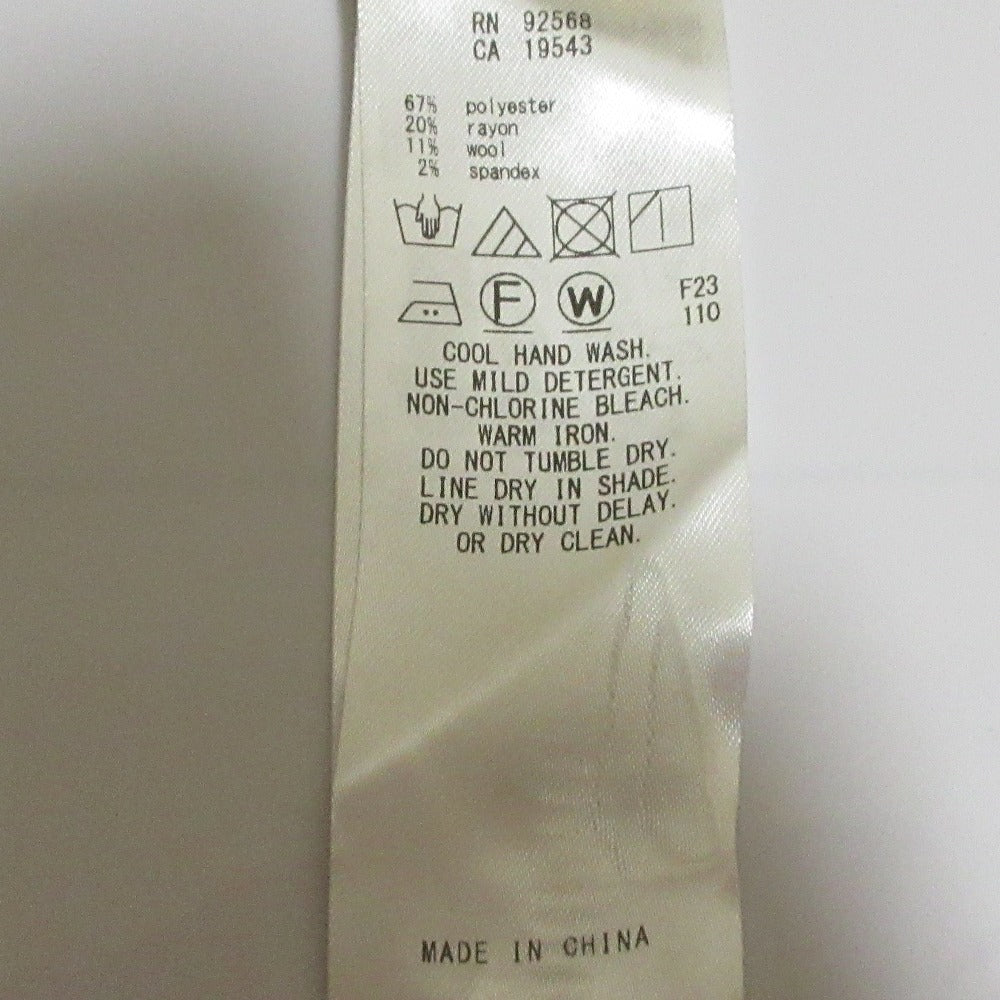 RN 92568
CA 19543
67% polyester
20% rayon
11% wool
2% spandex
F W F23
110
COOL HAND WASH.
USE MILD DETERGENT.
NON-CHLORINE BLEACH.
WARM IRON.
DO NOT TUMBLE DRY.
LINE DRY IN SHADE.
DRY WITHOUT DELAY.
OR DRY CLEAN.
MADE IN CHINA